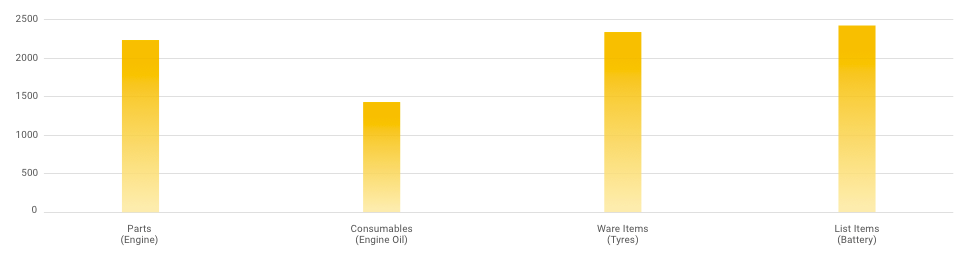 2500
2000
1500
1000
500
0
Parts
(Engine)
Consumables
(Engine Oil)
Ware Items
(Tyres)
List Items
(Battery)